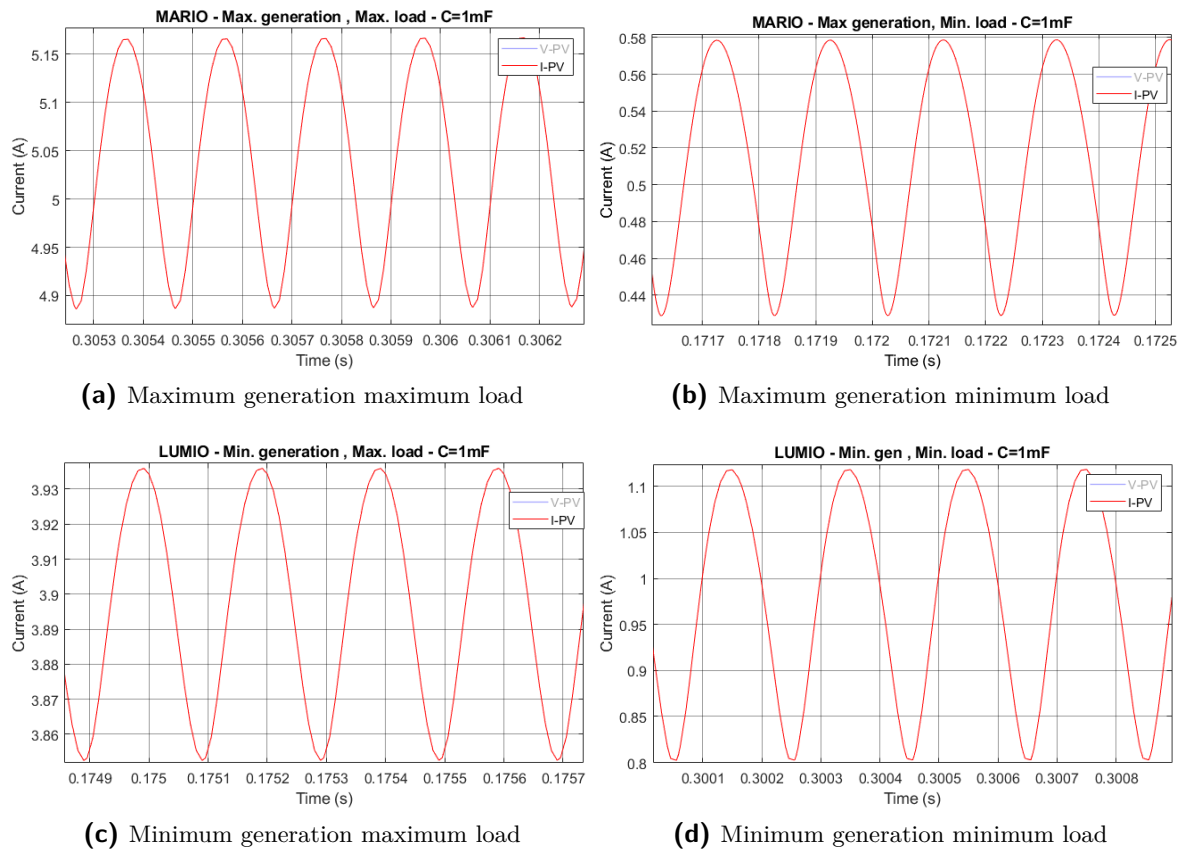 MARIO - Max. generation , Max. load - C=1mF
5.15
5.1
5.05
5
4.95
4.9
Current (A)
V-PV
I-PV
0.3053 0.3054 0.3055 0.3056 0.3057 0.3058 0.3059 0.306 0.3061 0.3062
Time (s)
(a) Maximum generation maximum load
MARIO - Max generation, Min. load - C=1mF
0.58
0.56
0.54
0.52
0.5
0.48
0.46
0.44
Current (A)
V-PV
I-PV
0.1717 0.1718 0.1719 0.172 0.1721 0.1722 0.1723 0.1724 0.1725
Time (s)
(b) Maximum generation minimum load
LUMIO - Min. generation , Max. load - C=1mF
3.93
3.92
3.91
3.9
3.89
3.88
3.87
3.86
Current (A)
V-PV
I-PV
0.1749 0.175 0.1751 0.1752 0.1753 0.1754 0.1755 0.1756 0.1757
Time (s)
(c) Minimum generation maximum load
LUMIO - Min. gen , Min. load - C=1mF
1.1
1.05
1
0.95
0.9
0.85
0.8
Current (A)
V-PV
I-PV
0.3001 0.3002 0.3003 0.3004 0.3005 0.3006 0.3007 0.3008
Time (s)
(d) Minimum generation minimum load